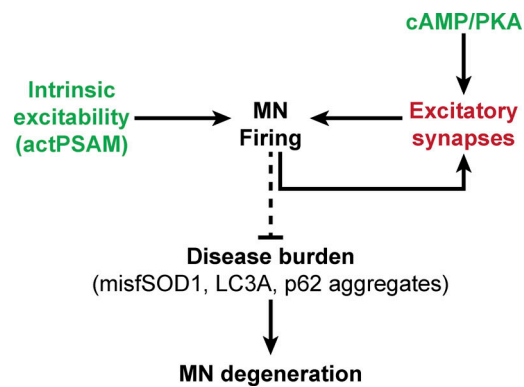 cAMP/PKA
Intrinsic
excitability
(actPSAM)
MN
Firing
Excitatory
synapses
Disease burden
(misfSOD1, LC3A, p62 aggregates)
MN degeneration